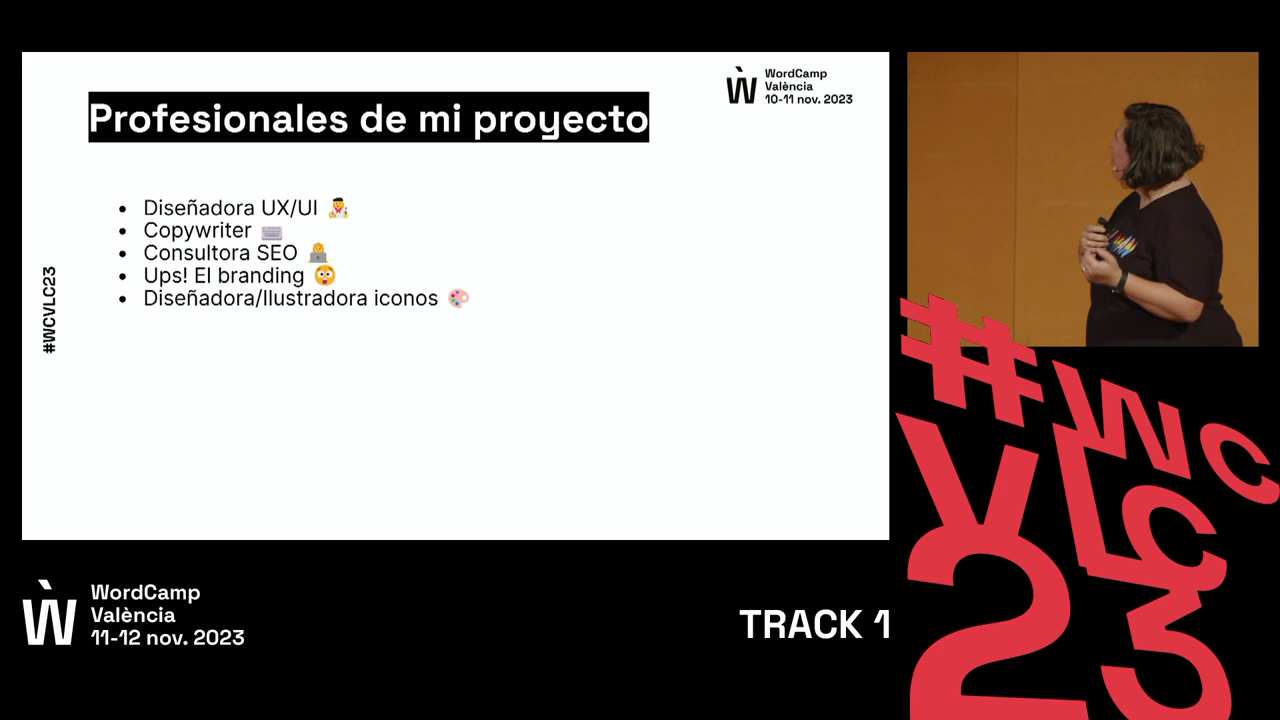 Profesionales de mi proyecto
WordCamp
València
10-11 nov. 2023
Diseñadora UX/UI
Copywriter
Consultora SEO
Ups! El branding
Diseñadora/Ilustradora iconos
#WCVLC23
WordCamp
València
11-12 nov. 2023
TRACK 1
#WC
VLC
23